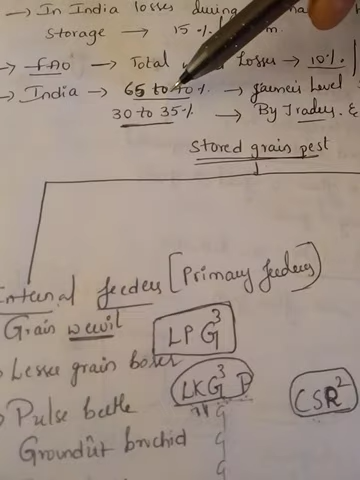 - In India losses during
storage → 15 %
→ FAO → Total Losses → 10%
→ India → 65 to 70% → farmer's Level
30 to 35% → By Traders &
Stored grain pest
Internal feeders [Primary feeders]
Grain weevil
LPG³
Lesser grain borer
LKG³P
CSR²
Pulse beetle
Groundnut bruchid
G
G
G